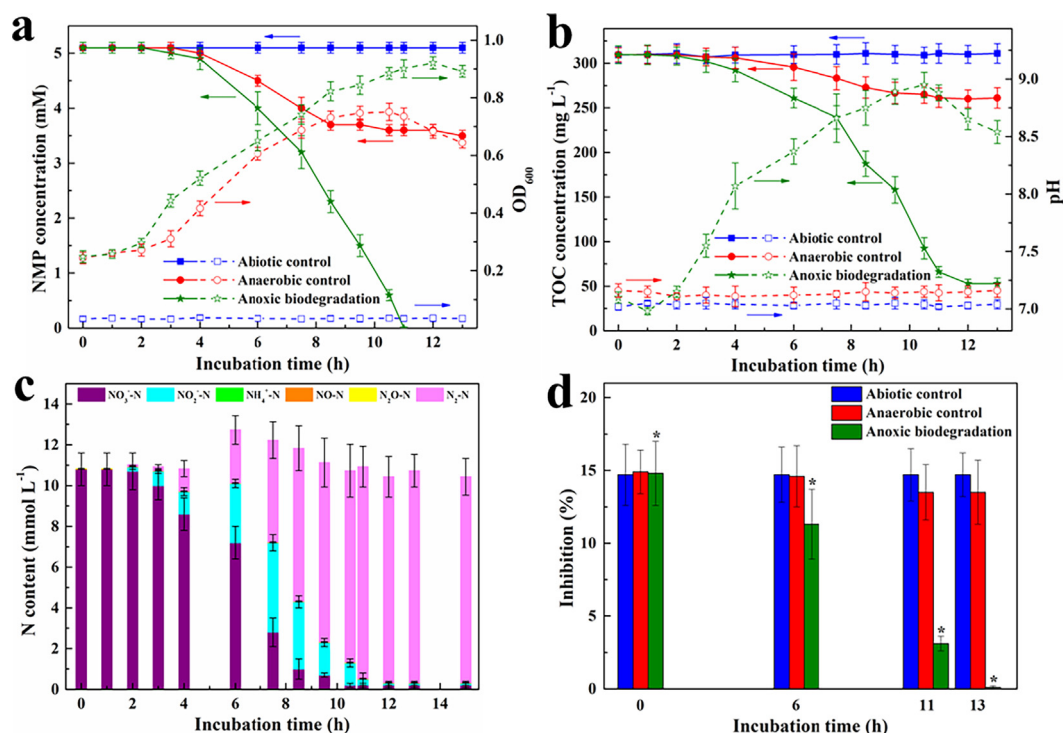 a
NMP concentration (mM)
5
4
3
2
1
0
1.0
0.8
0.6
0.4
0.2
OD600
Abiotic control
Anaerobic control
Anoxic biodegradation
0 2 4 6 8 10 12
Incubation time (h)
b
TOC concentration (mg L-1)
350
300
250
200
150
100
50
0
9.0
8.5
8.0
7.5
7.0
pH
Abiotic control
Anaerobic control
Anoxic biodegradation
0 2 4 6 8 10 12
Incubation time (h)
c
NO3--N NO2--N NH4+-N NO-N N2O-N N2-N
N content (mmol L-1)
14
12
10
8
6
4
2
0
0 2 4 6 8 10 12 14
Incubation time (h)
d
Abiotic control
Anaerobic control
Anoxic biodegradation
Inhibition (%)
20
15
10
5
0
*
*
*
*
0 6 11 13
Incubation time (h)